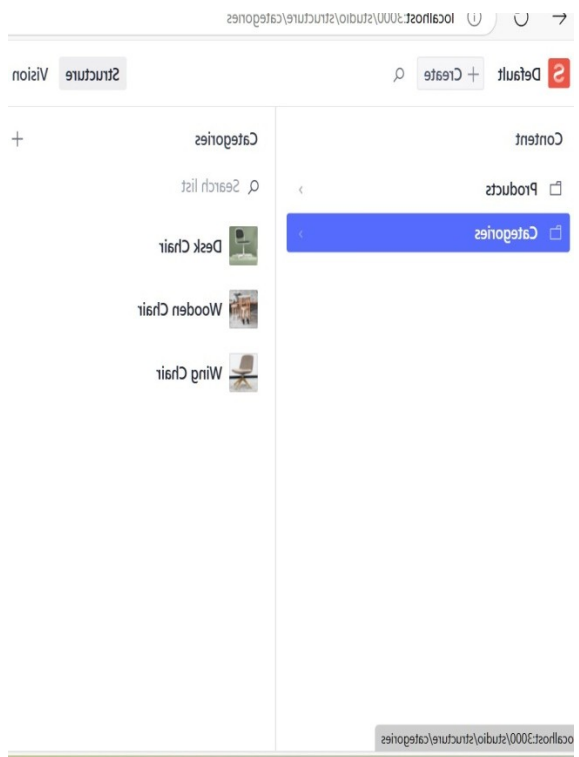 localhost:3000/studio/structure/categories
S Default + Create Structure Vision
Content
Products
Categories
Categories +
Search list
Desk Chair
Wooden Chair
Wing Chair
localhost:3000/studio/structure/categories